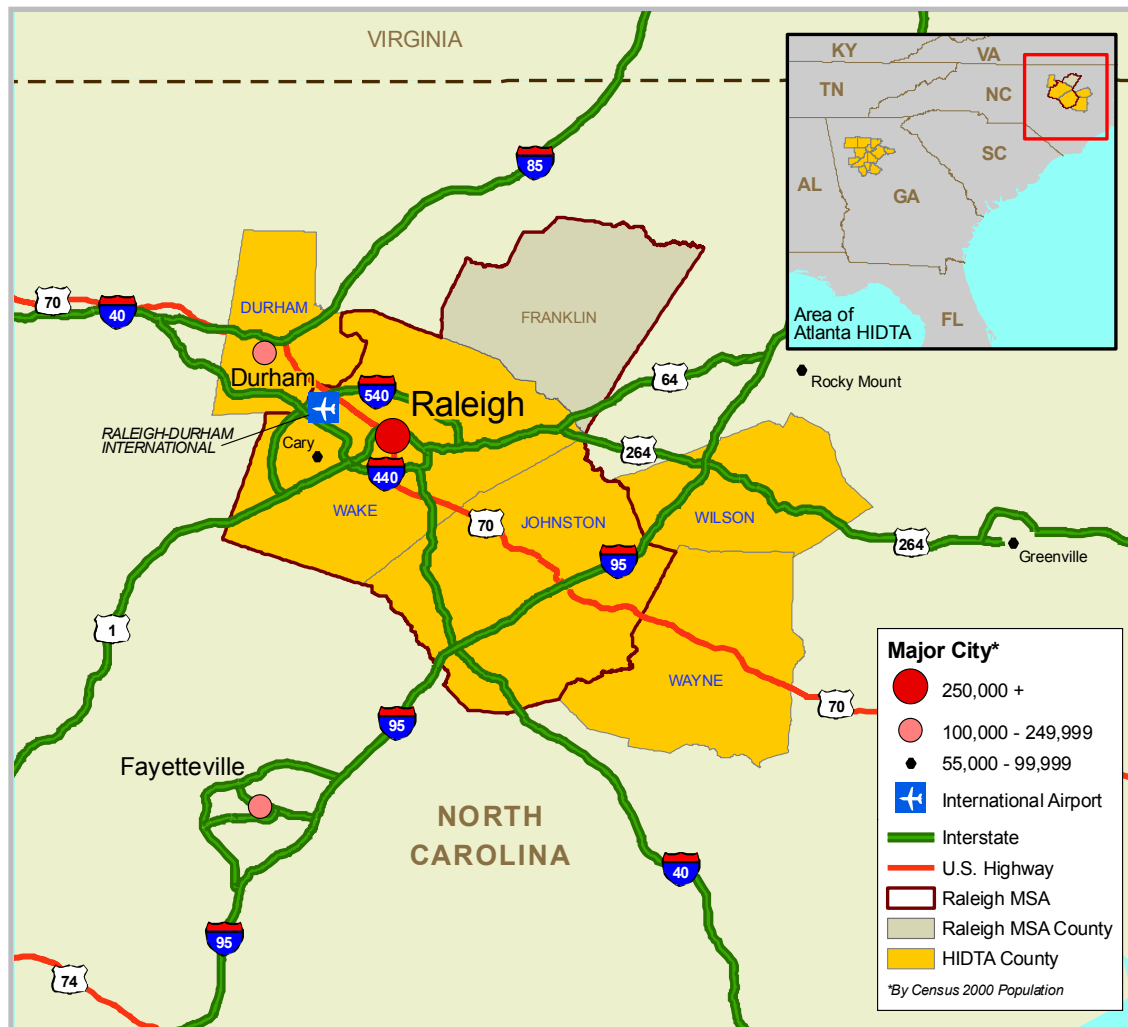 VIRGINIA
KY
VA
TN
NC
SC
AL
GA
FL
Area of
Atlanta HIDTA
85
70
40
DURHAM
FRANKLIN
Durham
540
Raleigh
64
Rocky Mount
RALEIGH-DURHAM
INTERNATIONAL
Cary
440
264
WAKE
70
JOHNSTON
WILSON
264
Greenville
95
1
WAYNE
70
95
Fayetteville
NORTH
CAROLINA
40
95
74
Major City*
250,000 +
100,000 - 249,999
55,000 - 99,999
International Airport
Interstate
U.S. Highway
Raleigh MSA
Raleigh MSA County
HIDTA County
*By Census 2000 Population